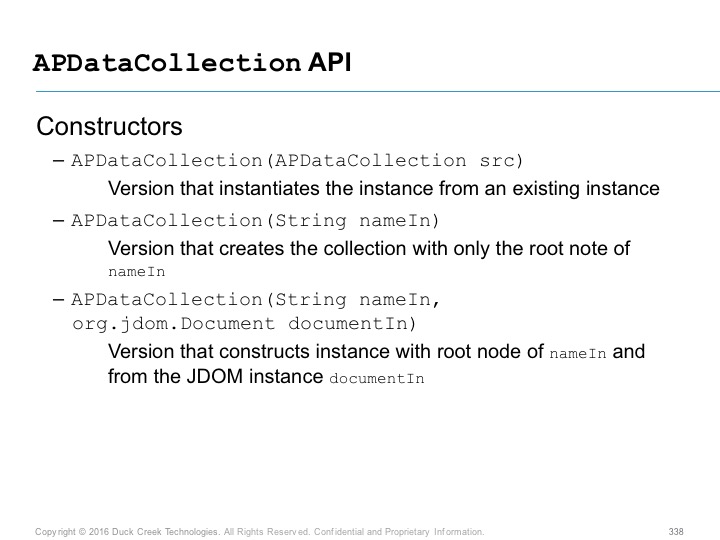 APDataCollection API
Constructors
– APDataCollection(APDataCollection src)
Version that instantiates the instance from an existing instance
– APDataCollection(String nameIn)
Version that creates the collection with only the root note of
nameIn
– APDataCollection(String nameIn,
org.jdom.Document documentIn)
Version that constructs instance with root node of nameIn and
from the JDOM instance documentIn
Copyright © 2016 Duck Creek Technologies. All Rights Reserved. Confidential and Proprietary Information. 338